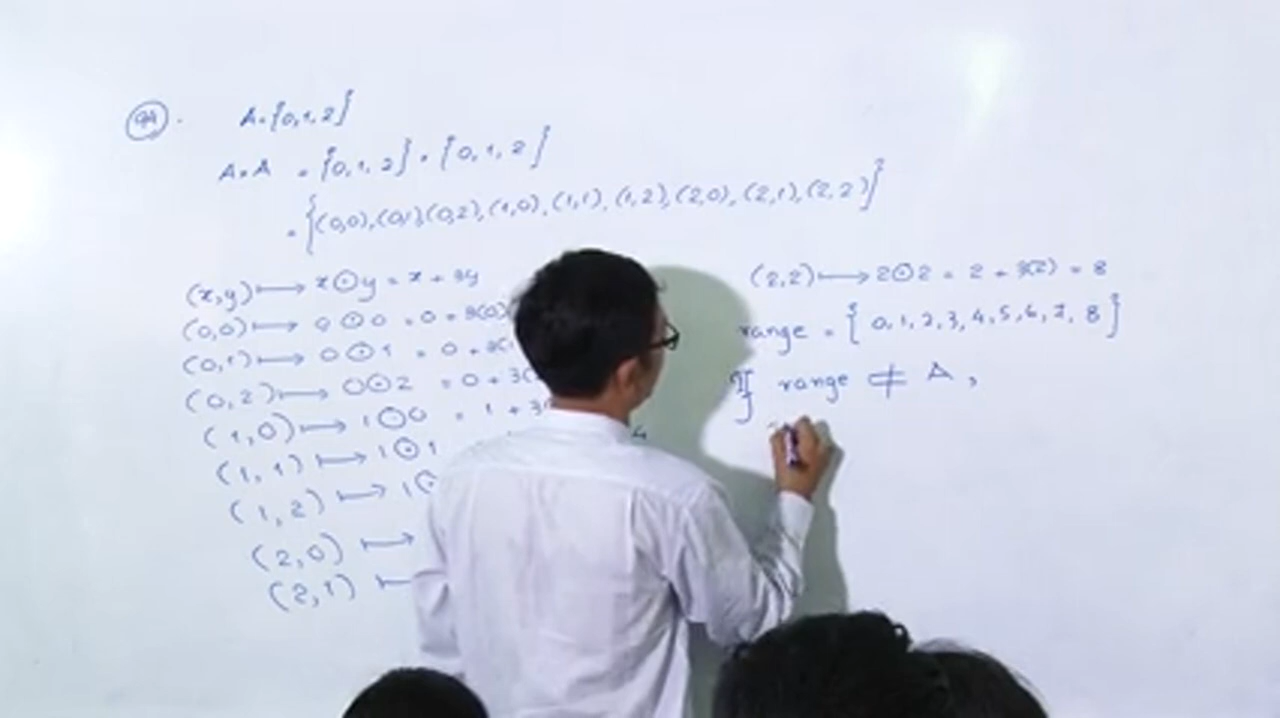 A = {0,1,2}
A×A = {0,1,2} × {0,1,2}
= {(0,0),(0,1),(0,2),(1,0),(1,1),(1,2),(2,0),(2,1),(2,2)}
(x,y)⟼ x⊙y = x + 3y
(0,0)⟼ 0⊙0 = 0 + 3(0)
(0,1)⟼ 0⊙1 = 0 + 3(
(0,2)⟼ 0⊙2 = 0 + 3(
(1,0)⟼ 1⊙0 = 1 + 3(
(1,1)⟼ 1⊙1
(1,2)⟼ 1⊙
(2,0)⟼
(2,1)⟼
4
(2,2)⟼ 2⊙2 = 2 + 3(2) = 8
range = {0,1,2,3,4,5,6,7,8}
If range ⊄ A,